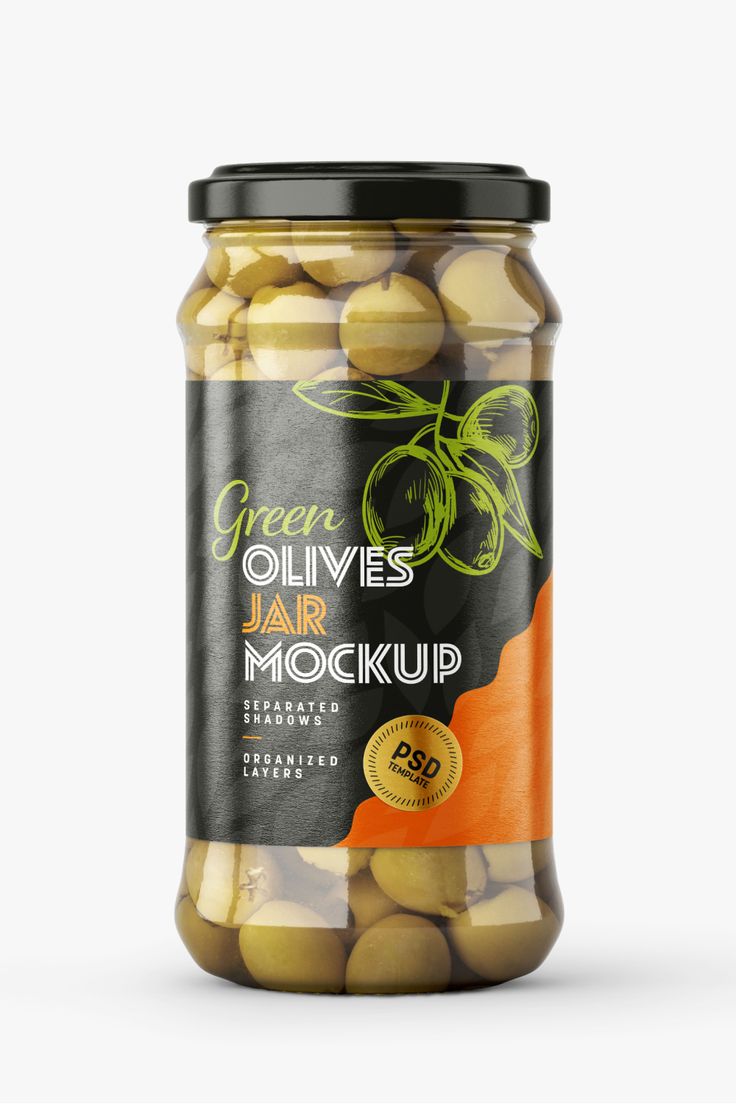 Green
OLIVES
JAR
MOCKUP
SEPARATED
SHADOWS
ORGANIZED
LAYERS
PSD
TEMPLATE